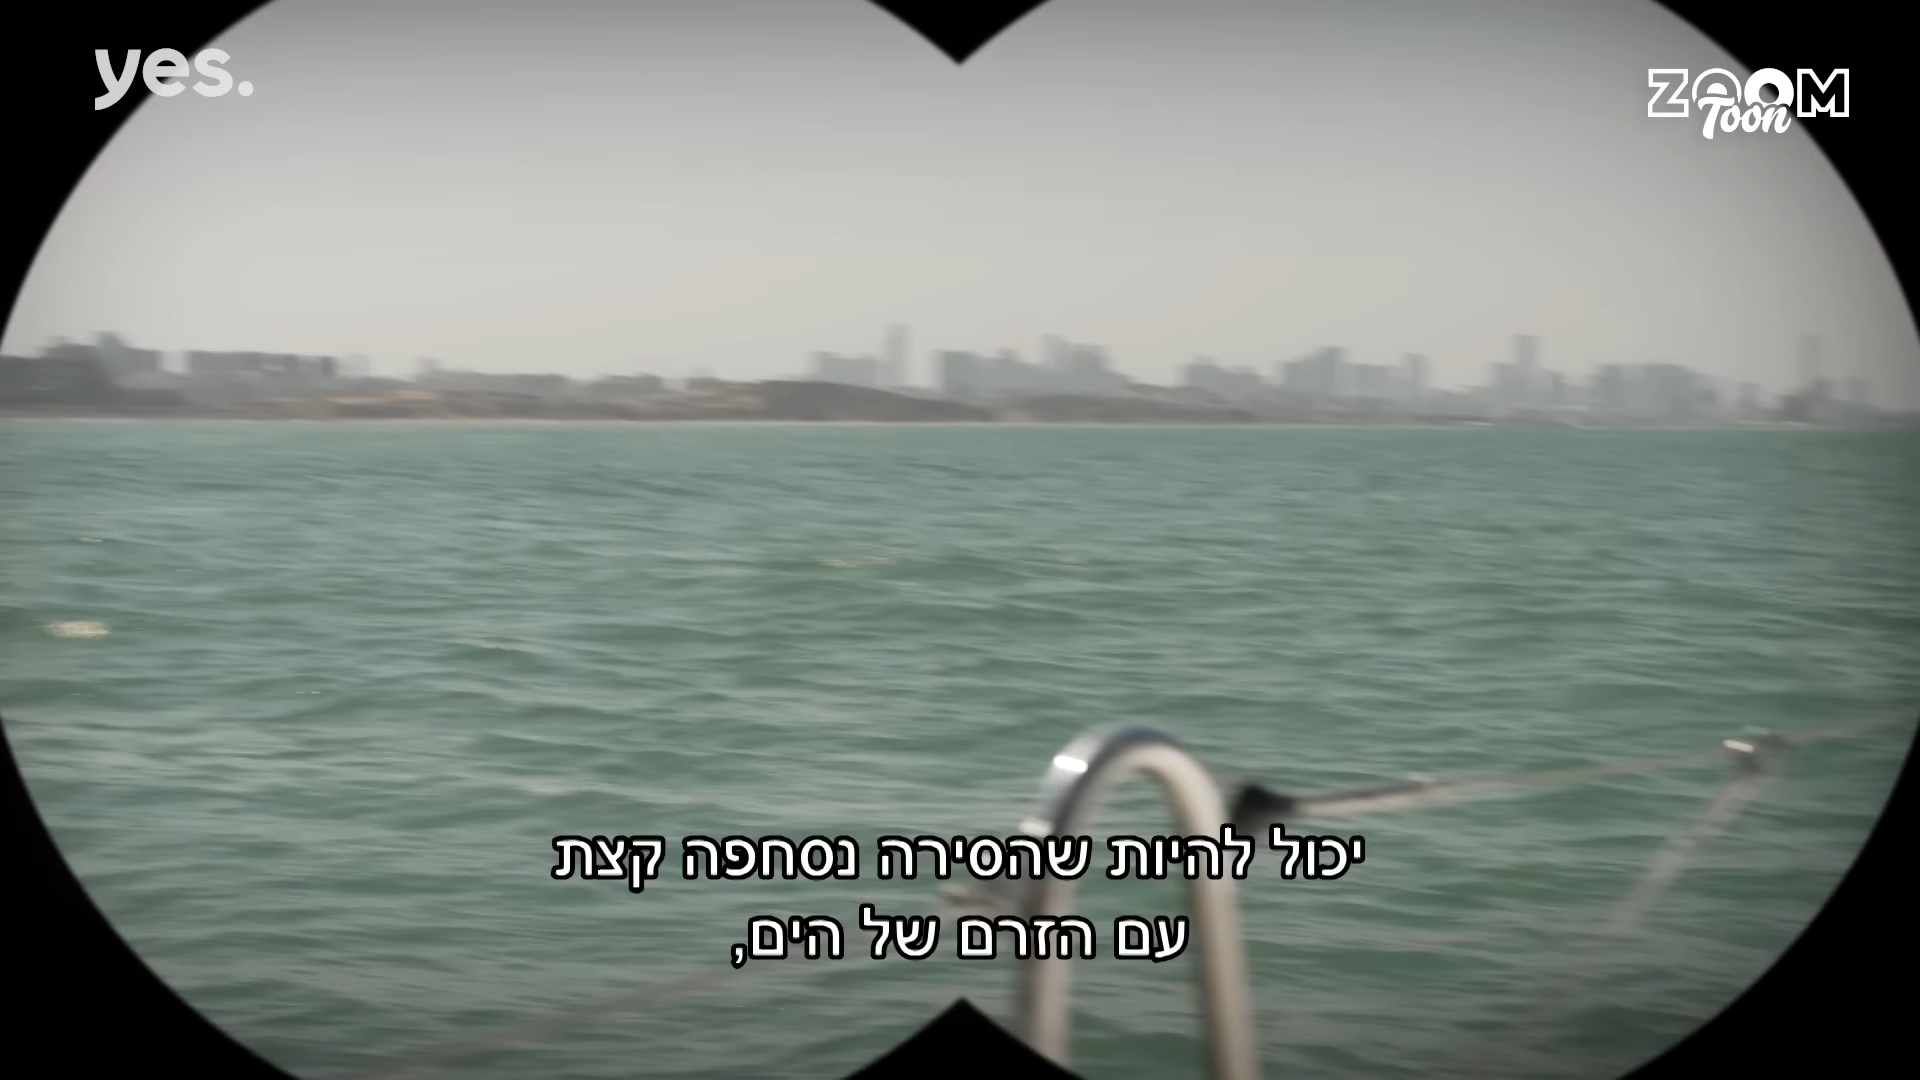 yes.
ZOOM
Toon
יכול להיות שהסירה נסחפה קצת
עם הזרם של הים,